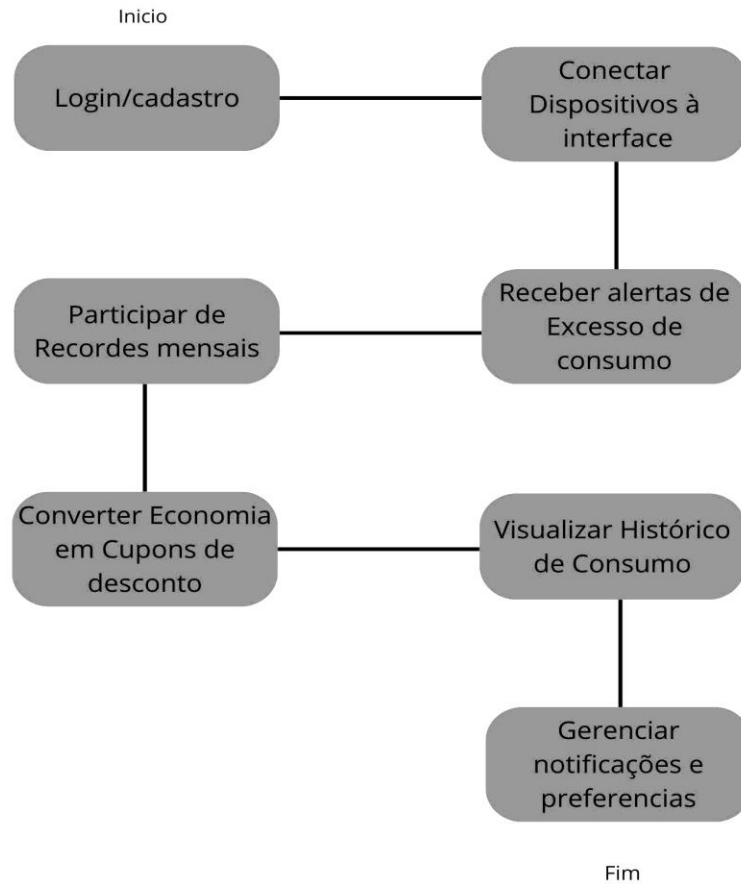 Inicio
Login/cadastro
Conectar
Dispositivos à
interface
Receber alertas de
Excesso de
consumo
Participar de
Recordes mensais
Converter Economia
em Cupons de
desconto
Visualizar Histórico
de Consumo
Gerenciar
notificações e
preferencias
Fim